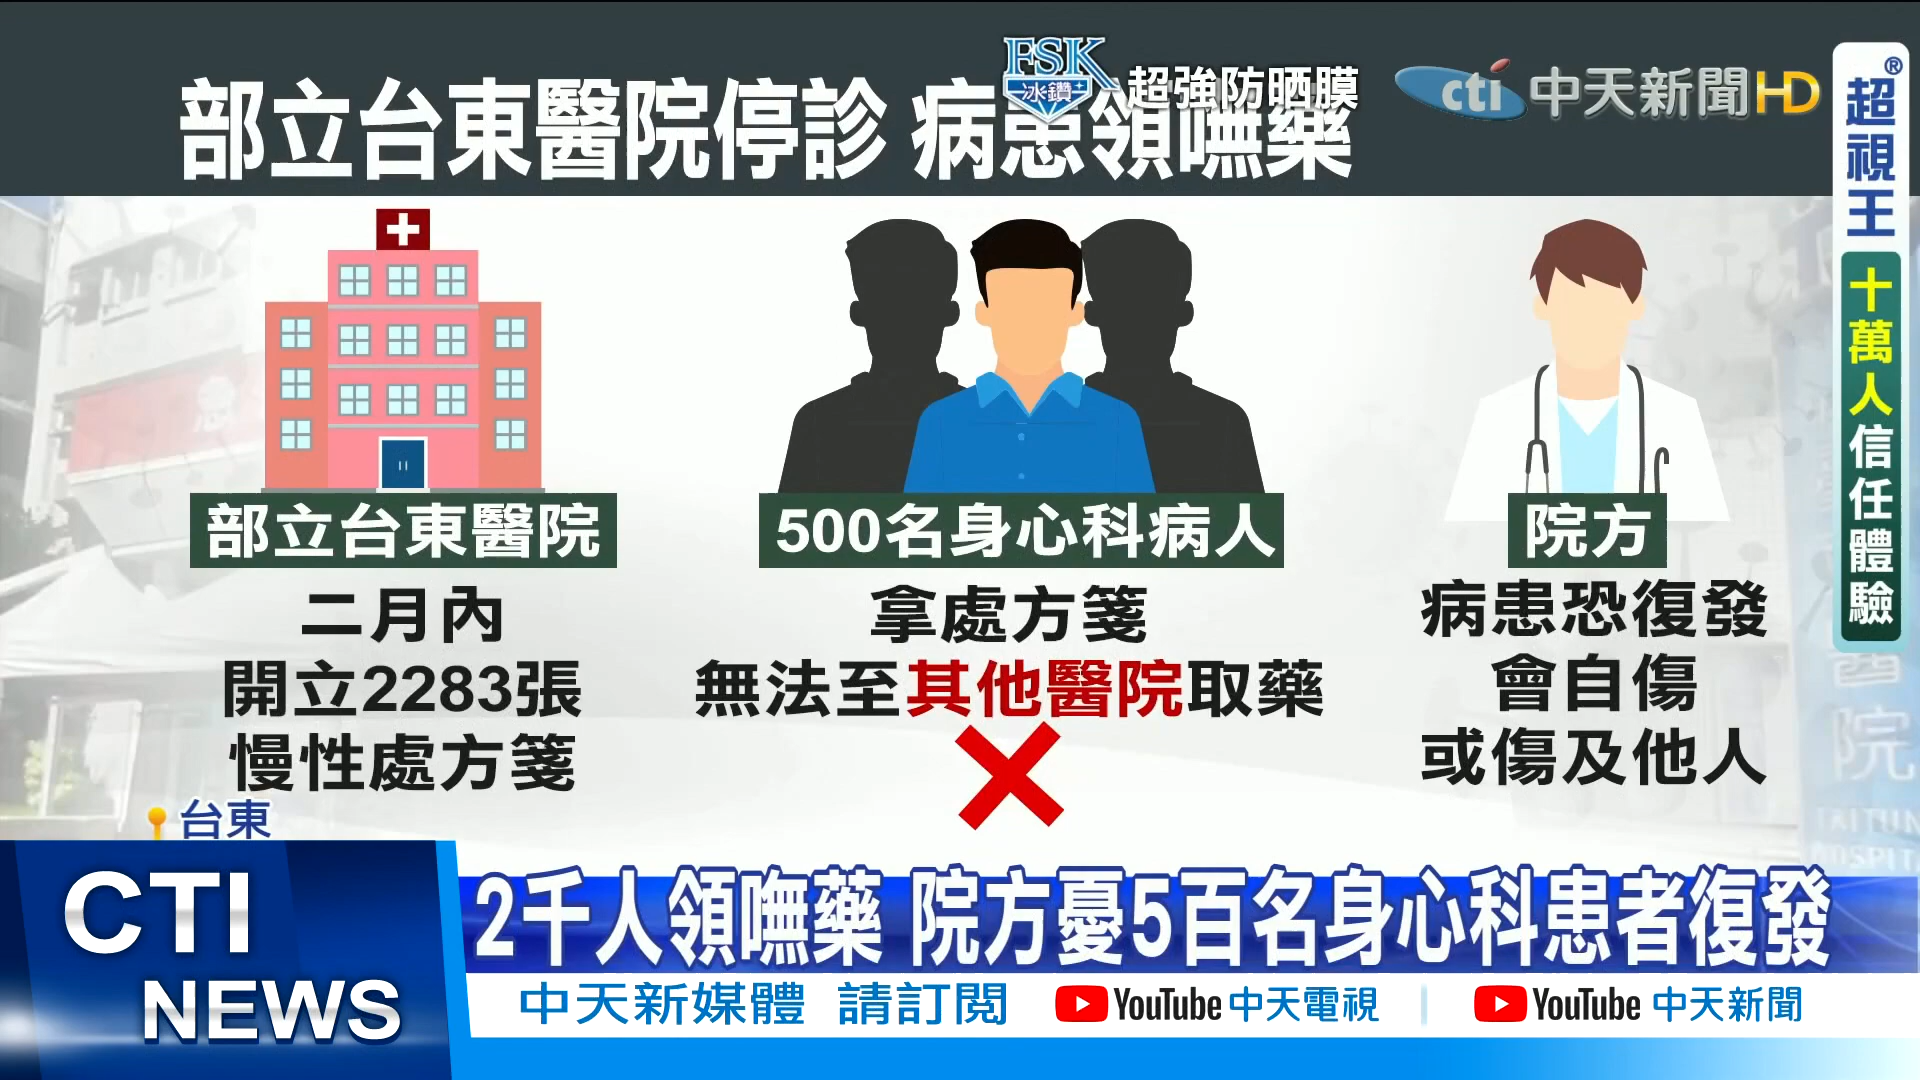 部立台東醫院停診 病患領嘸藥
FSK
冰鑽
超強防晒膜
cti 中天新聞HD
超視王®
十萬人信任體驗
部立台東醫院
二月內
開立2283張
慢性處方箋
500名身心科病人
拿處方箋
無法至其他醫院取藥
院方
病患恐復發
會自傷
或傷及他人
醫院
台東
CTI
NEWS
2千人領嘸藥 院方憂5百名身心科患者復發
中天新媒體 請訂閱 YouTube 中天電視 | YouTube 中天新聞